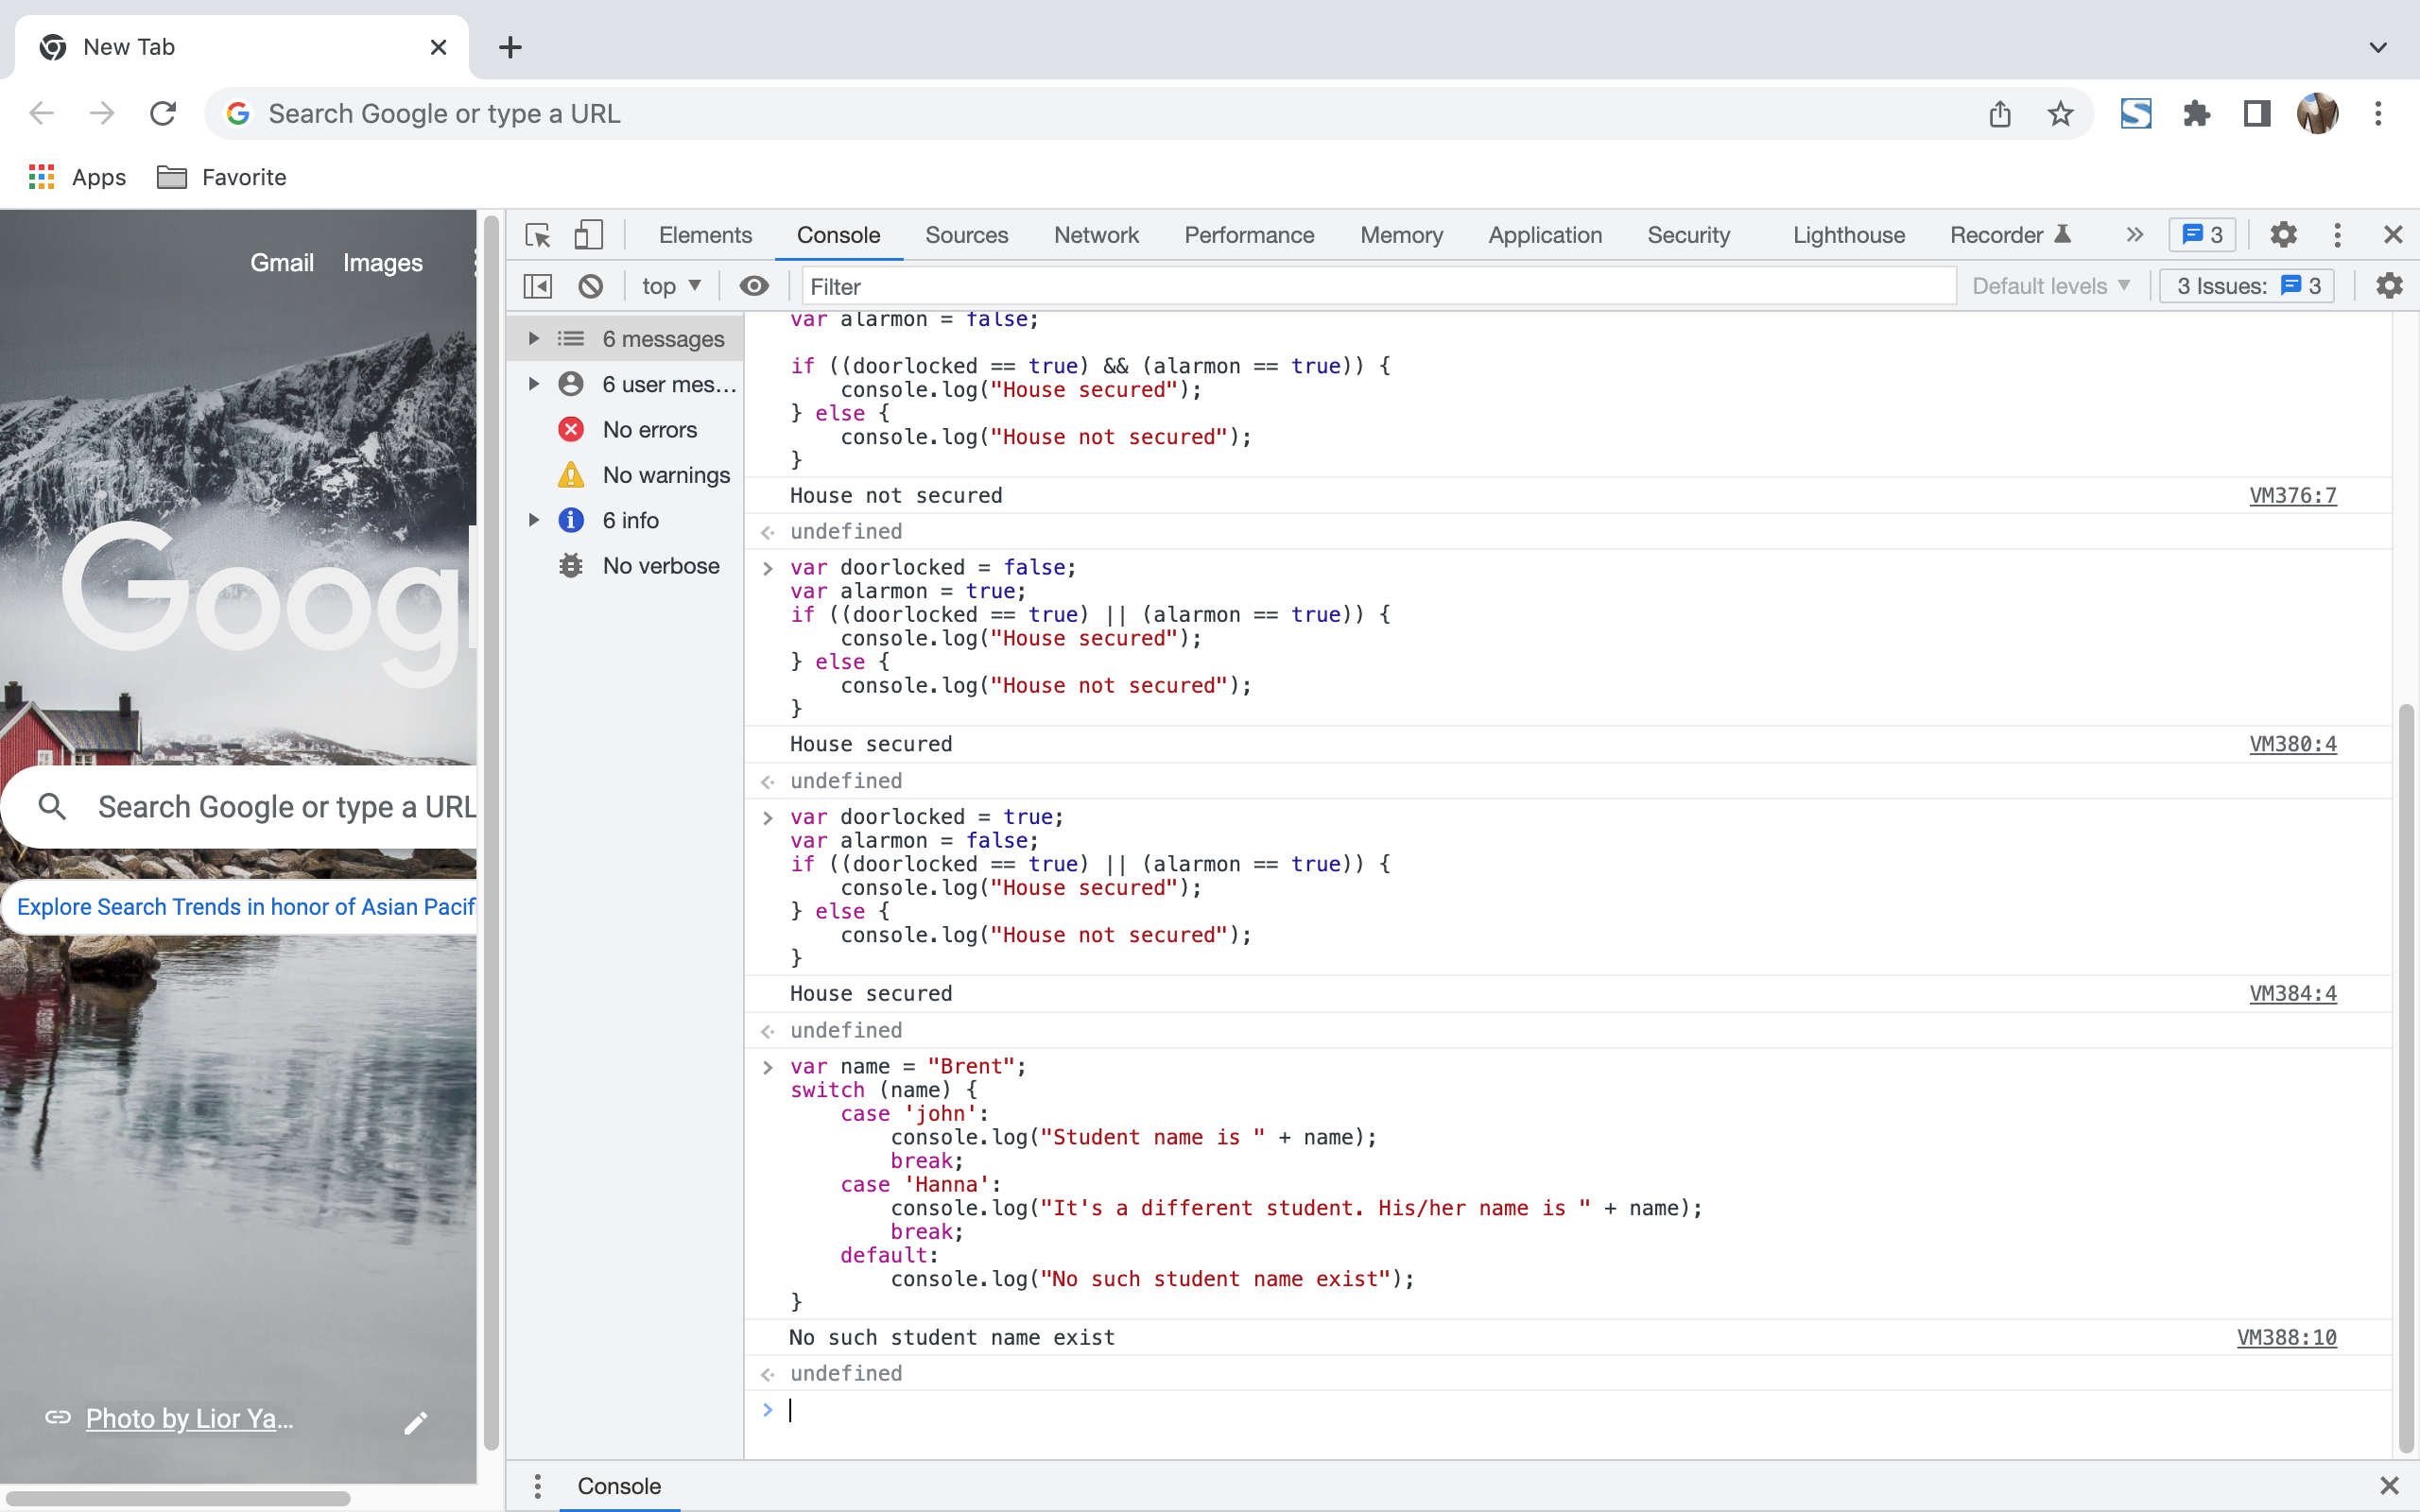 New Tab
Search Google or type a URL
Apps
Favorite
Gmail Images
Search Google or type a URL
Explore Search Trends in honor of Asian Pacif
Photo by Lior Ya...
Elements Console Sources Network Performance Memory Application Security Lighthouse Recorder 3
top Filter Default levels 3 Issues: 3
6 messages
6 user mes...
No errors
No warnings
6 info
No verbose
var alarmon = false;
if ((doorlocked == true) && (alarmon == true)) {
console.log("House secured");
} else {
console.log("House not secured");
}
House not secured VM376:7
undefined
var doorlocked = false;
var alarmon = true;
if ((doorlocked == true) || (alarmon == true)) {
console.log("House secured");
} else {
console.log("House not secured");
}
House secured VM380:4
undefined
var doorlocked = true;
var alarmon = false;
if ((doorlocked == true) || (alarmon == true)) {
console.log("House secured");
} else {
console.log("House not secured");
}
House secured VM384:4
undefined
var name = "Brent";
switch (name) {
case 'john':
console.log("Student name is " + name);
break;
case 'Hanna':
console.log("It's a different student. His/her name is " + name);
break;
default:
console.log("No such student name exist");
}
No such student name exist VM388:10
undefined
Console